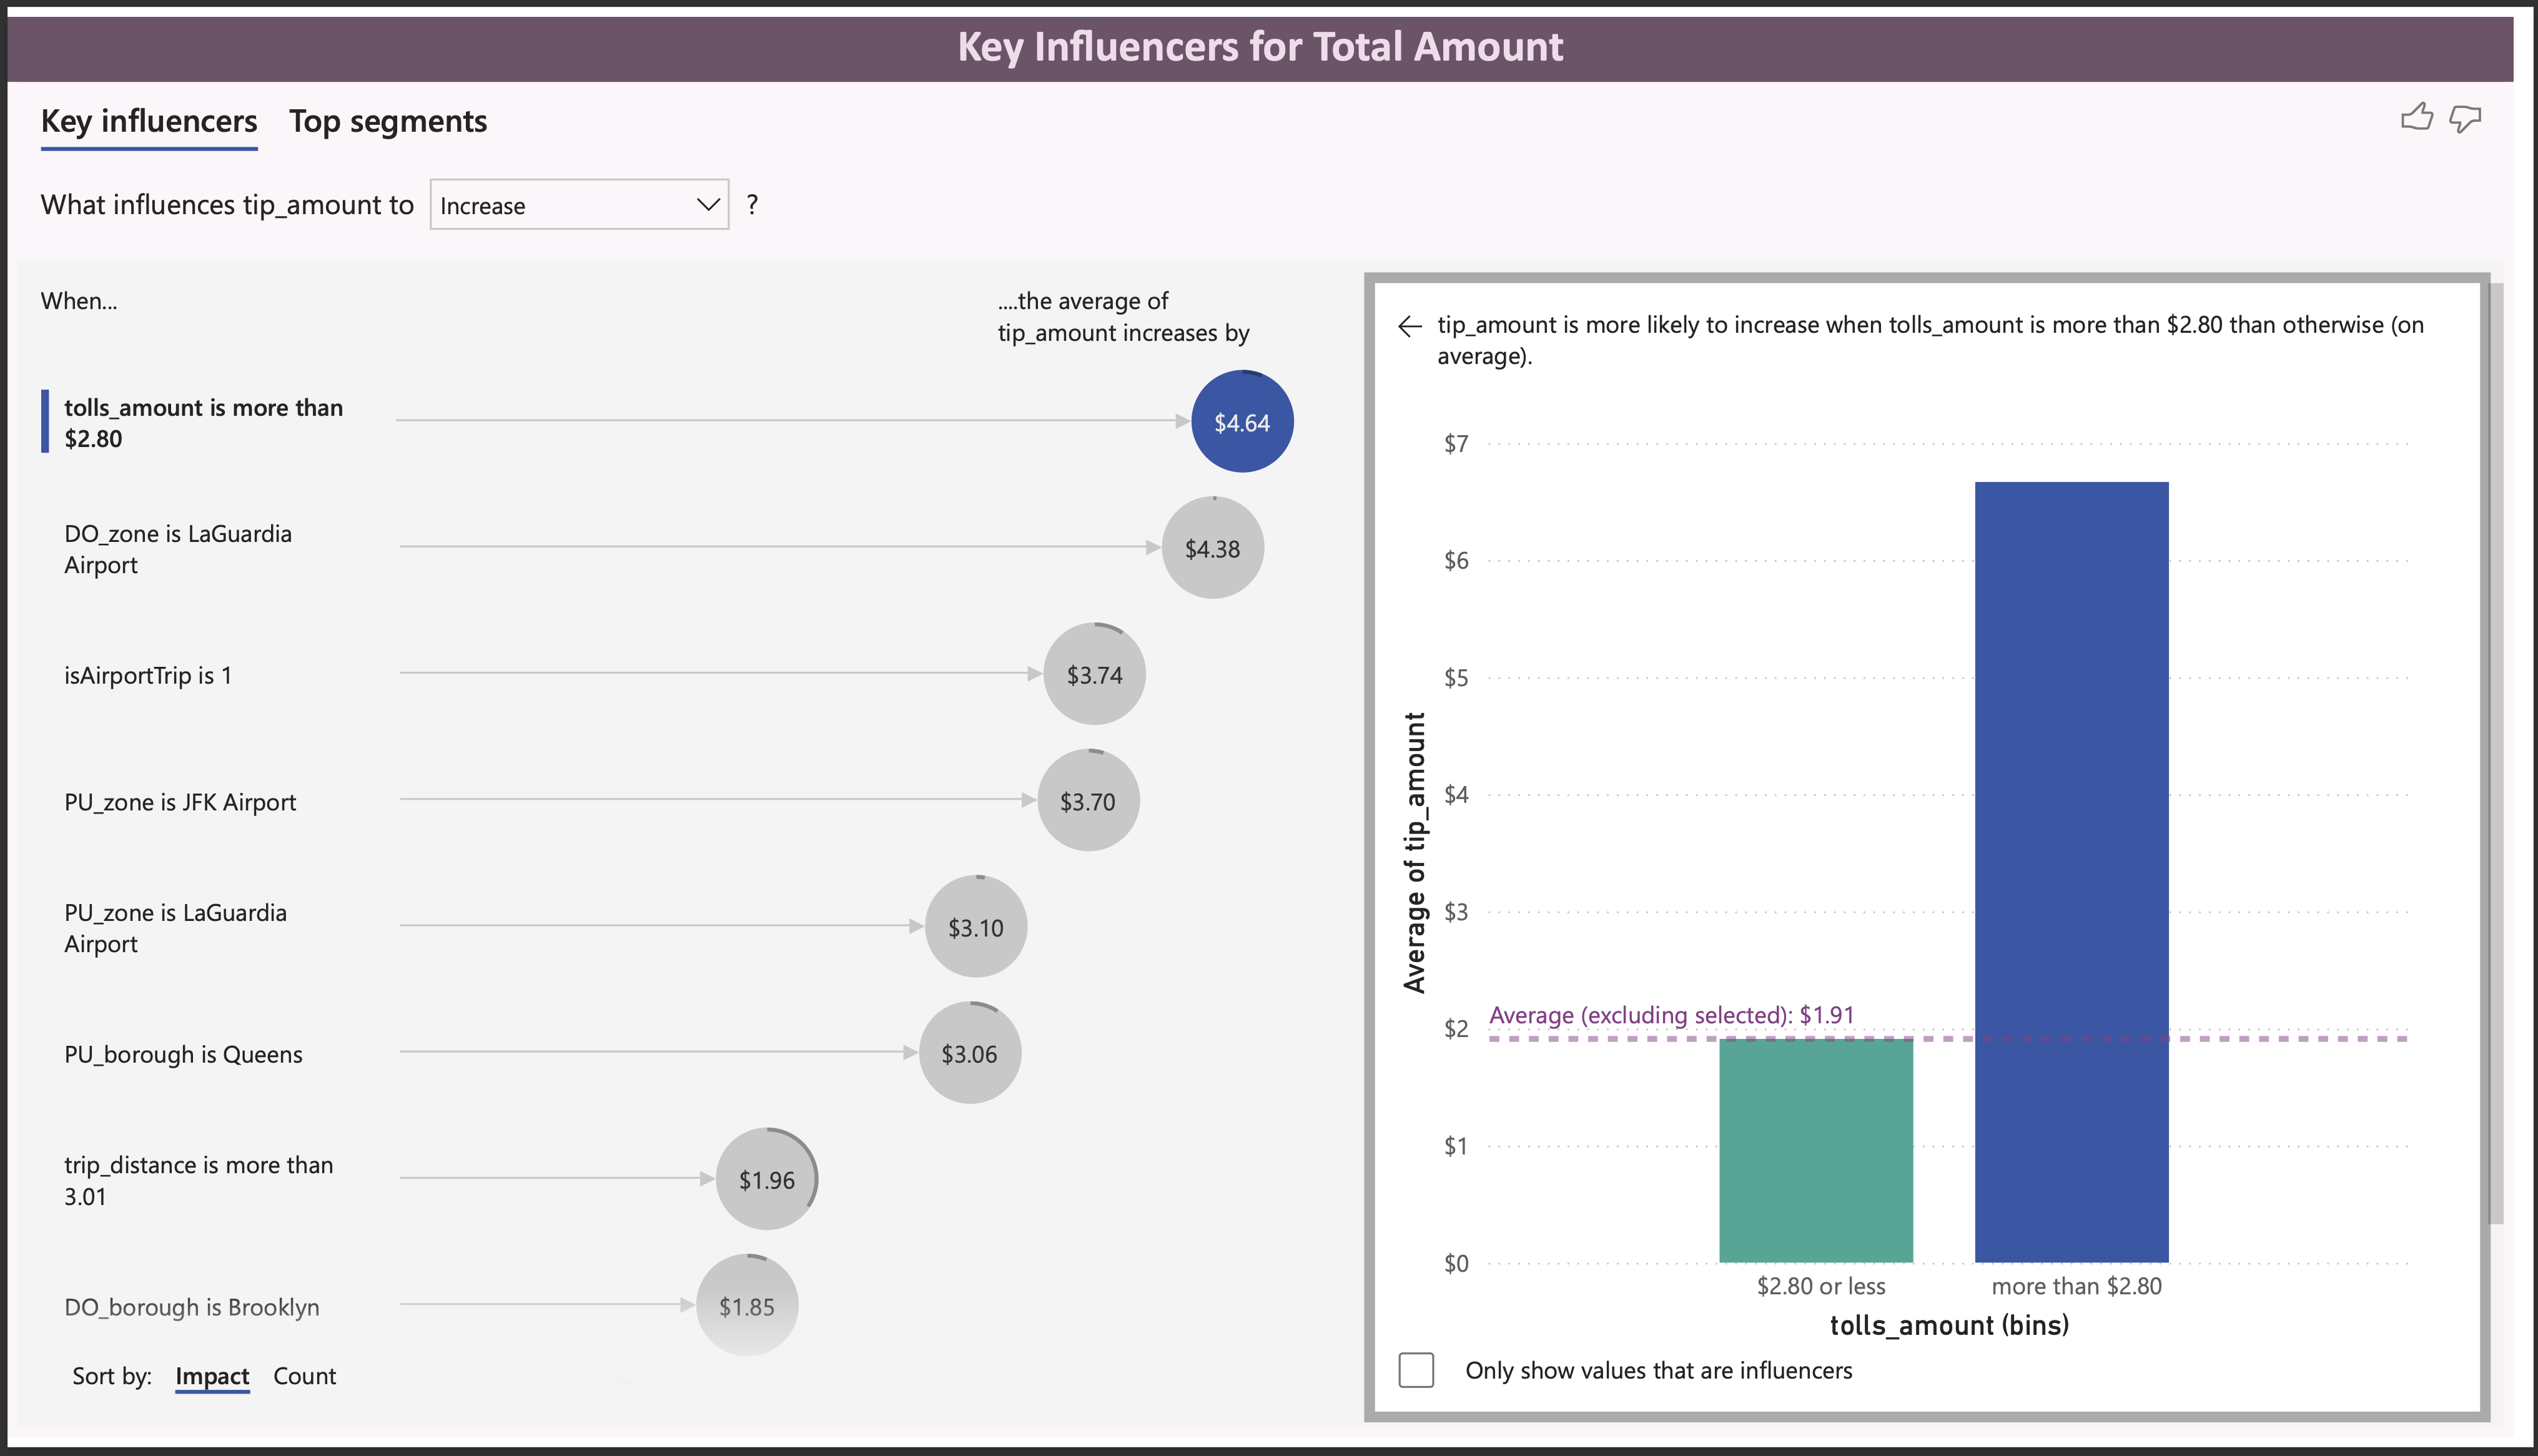 Key Influencers for Total Amount
Key influencers Top segments
What influences tip_amount to Increase ?
When...
....the average of
tip_amount increases by
tolls_amount is more than
$2.80
$4.64
DO_zone is LaGuardia
Airport
$4.38
isAirportTrip is 1
$3.74
PU_zone is JFK Airport
$3.70
PU_zone is LaGuardia
Airport
$3.10
PU_borough is Queens
$3.06
trip_distance is more than
3.01
$1.96
DO_borough is Brooklyn
$1.85
Sort by: Impact Count
tip_amount is more likely to increase when tolls_amount is more than $2.80 than otherwise (on
average).
Average of tip_amount
$7
$6
$5
$4
$3
Average (excluding selected): $1.91
$2
$1
$0
$2.80 or less more than $2.80
tolls_amount (bins)
Only show values that are influencers